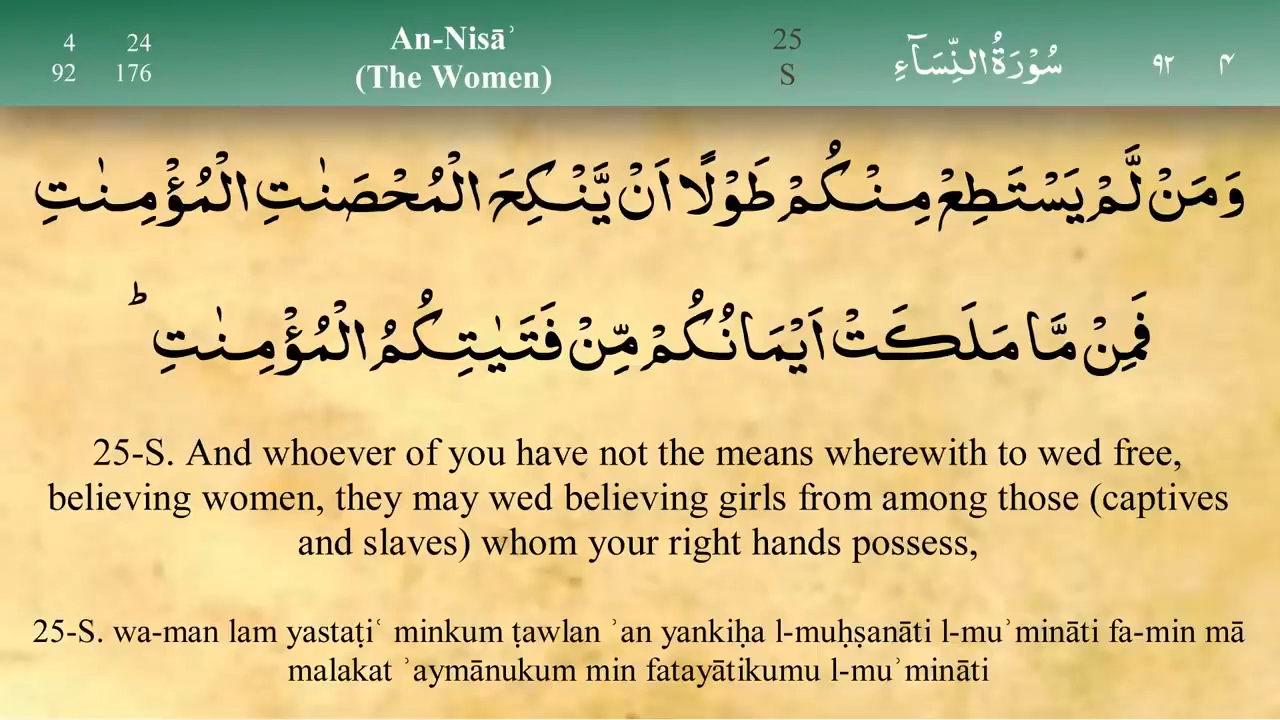 4 24 An-Nisāʾ 25 سُوْرَةُ النِّسَآءِ ٩٢ ٤
92 176 (The Women) S
وَمَنْ لَّمْ يَسْتَطِعْ مِنْكُمْ طَوْلًا اَنْ يَّنْكِحَ الْمُحْصَنٰتِ الْمُؤْمِنٰتِ
فَمِنْ مَّا مَلَكَتْ اَيْمَانُكُمْ مِّنْ فَتَيٰتِكُمُ الْمُؤْمِنٰتِ ؕ
25-S. And whoever of you have not the means wherewith to wed free,
believing women, they may wed believing girls from among those (captives
and slaves) whom your right hands possess,
25-S. wa-man lam yastaṭiʿ minkum ṭawlan ʾan yankiḥa l-muḥṣanāti l-muʾmināti fa-min mā
malakat ʾaymānukum min fatayātikumu l-muʾmināti